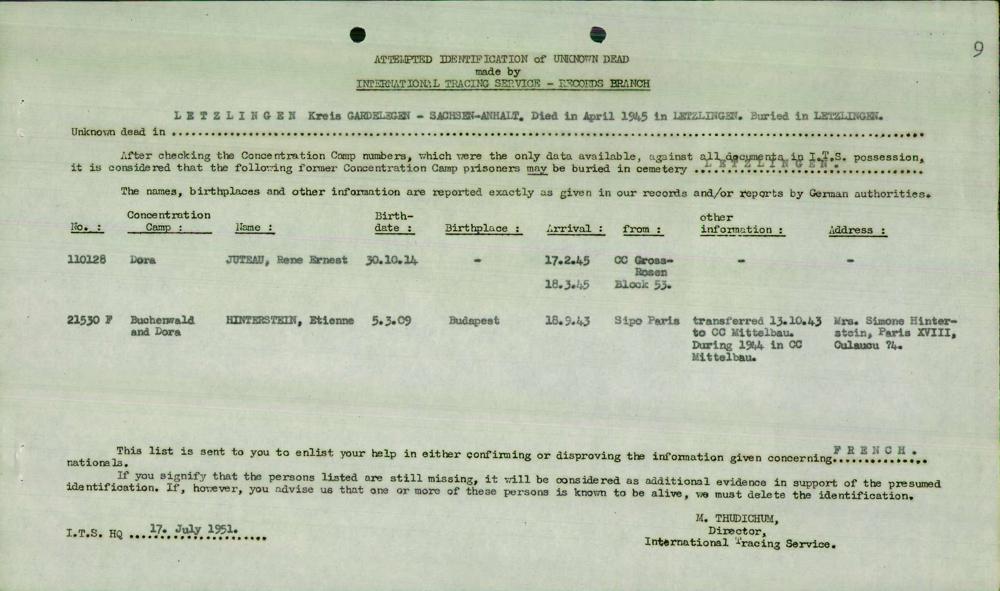 9
ATTEMPTED IDENTIFICATION of UNKNOWN DEAD
made by
INTERNATIONAL TRACING SERVICE - RECORDS BRANCH
L E T Z L I N G E N Kreis GARDELEGEN - SACHSEN-ANHALT. Died in April 1945 in LETZLINGEN. Buried in LETZLINGEN.
Unknown dead in ........................................
After checking the Concentration Camp numbers, which were the only data available, against all documents in I.T.S. possession,
it is considered that the following former Concentration Camp prisoners may be buried in cemetery L E T Z L I N G E N .
The names, birthplaces and other information are reported exactly as given in our records and/or reports by German authorities.
No. : Concentration Camp : Name : Birth-date : Birthplace : Arrival : from : other information : Address :
110128 Dora JUTEAU, Rene Ernest 30.10.14 - 17.2.45 CC Gross- - -
Rosen
18.3.45 Block 53.
21530 F Buchenwald HINTERSTEIN, Etienne 5.3.09 Budapest 18.9.43 Sipo Paris transferred 13.10.43 Mrs. Simone Hinter-
and Dora to CC Mittelbau. stein, Paris XVIII,
During 1944 in CC Culaucu 74.
Mittelbau.
This list is sent to you to enlist your help in either confirming or disproving the information given concerning F R E N C H .
nationals.
If you signify that the persons listed are still missing, it will be considered as additional evidence in support of the presumed
identification. If, however, you advise us that one or more of these persons is known to be alive, we must delete the identification.
I.T.S. HQ 17. July 1951.
M. THUDICHUM,
Director,
International Tracing Service.